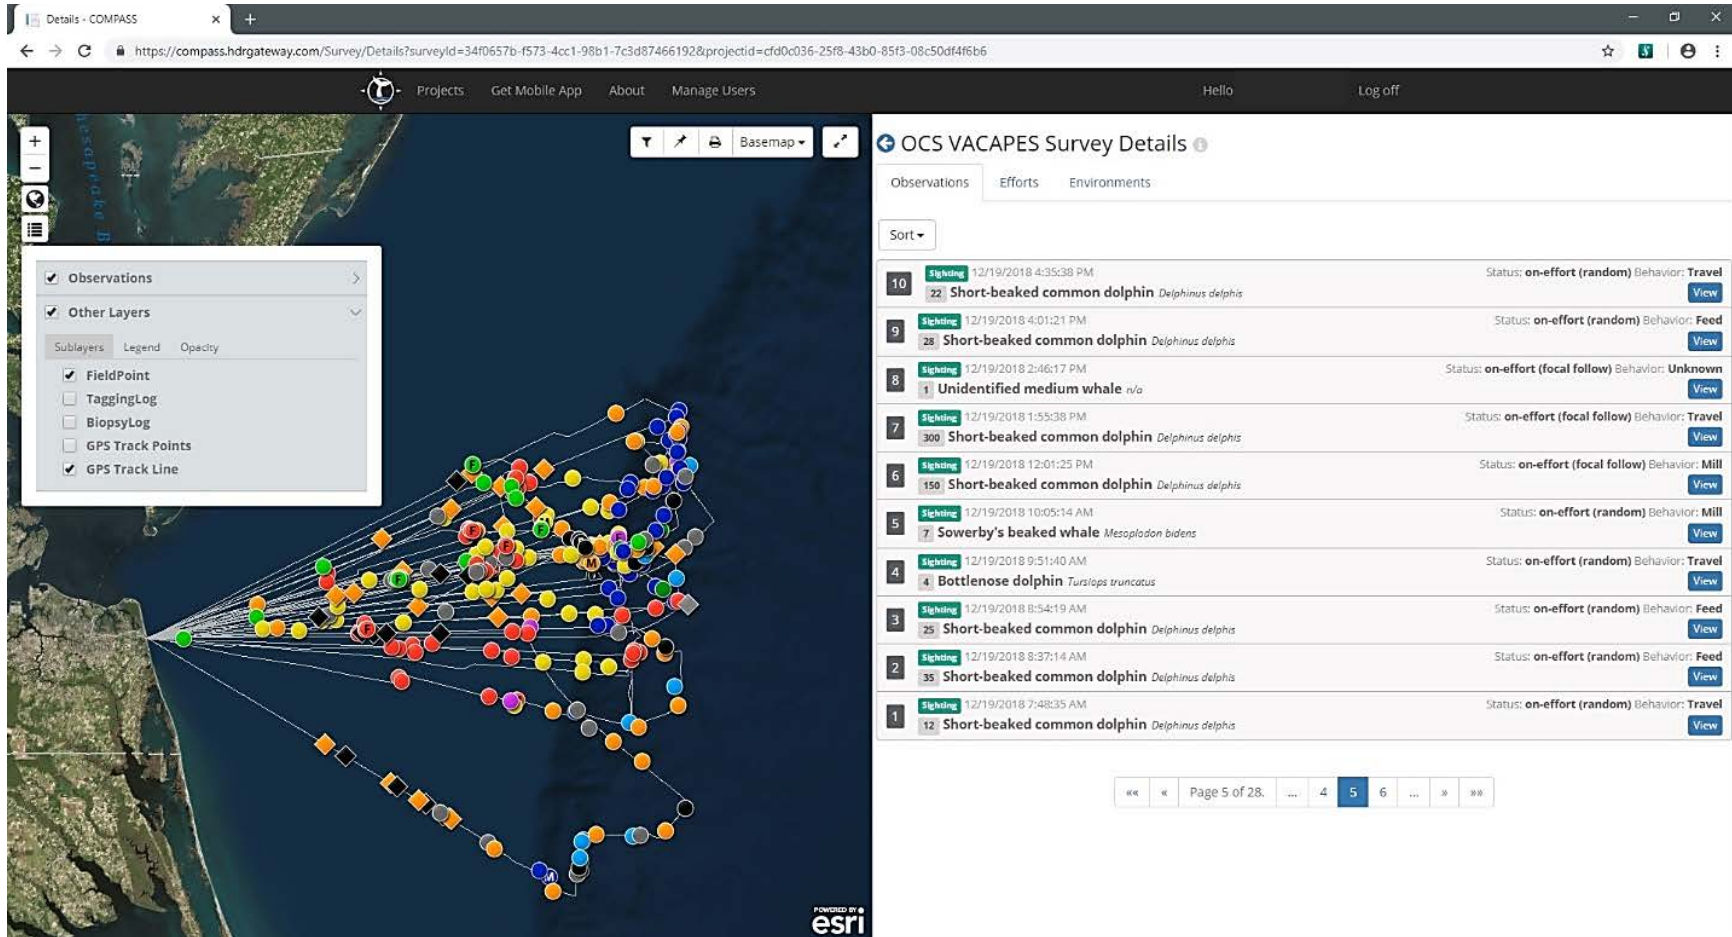 Details - COMPASS
https://compass.hdrgateway.com/Survey/Details?surveyId=34f0657b-f573-4cc1-98b1-7c3d87466192&projectid=cfd0c036-25f8-43b0-85f3-08c50df4f6b6
Projects Get Mobile App About Manage Users Hello Log off
hesapeake B
Basemap
Observations
Other Layers
Sublayers Legend Opacity
FieldPoint
TaggingLog
BiopsyLog
GPS Track Points
GPS Track Line
F
F
F
F
F
F
F
M
M
POWERED BY
esri
OCS VACAPES Survey Details
Observations Efforts Environments
Sort
10 Sighting 12/19/2018 4:35:38 PM Status: on-effort (random) Behavior: Travel
22 Short-beaked common dolphin Delphinus delphis View
9 Sighting 12/19/2018 4:01:21 PM Status: on-effort (random) Behavior: Feed
28 Short-beaked common dolphin Delphinus delphis View
8 Sighting 12/19/2018 2:46:17 PM Status: on-effort (focal follow) Behavior: Unknown
1 Unidentified medium whale n/a View
7 Sighting 12/19/2018 1:55:38 PM Status: on-effort (focal follow) Behavior: Travel
300 Short-beaked common dolphin Delphinus delphis View
6 Sighting 12/19/2018 12:01:25 PM Status: on-effort (focal follow) Behavior: Mill
150 Short-beaked common dolphin Delphinus delphis View
5 Sighting 12/19/2018 10:05:14 AM Status: on-effort (random) Behavior: Mill
7 Sowerby's beaked whale Mesoplodon bidens View
4 Sighting 12/19/2018 9:51:40 AM Status: on-effort (random) Behavior: Travel
4 Bottlenose dolphin Tursiops truncatus View
3 Sighting 12/19/2018 8:54:19 AM Status: on-effort (random) Behavior: Feed
25 Short-beaked common dolphin Delphinus delphis View
2 Sighting 12/19/2018 8:37:14 AM Status: on-effort (random) Behavior: Feed
35 Short-beaked common dolphin Delphinus delphis View
1 Sighting 12/19/2018 7:48:35 AM Status: on-effort (random) Behavior: Travel
12 Short-beaked common dolphin Delphinus delphis View
«« « Page 5 of 28. ... 4 5 6 ... » »»